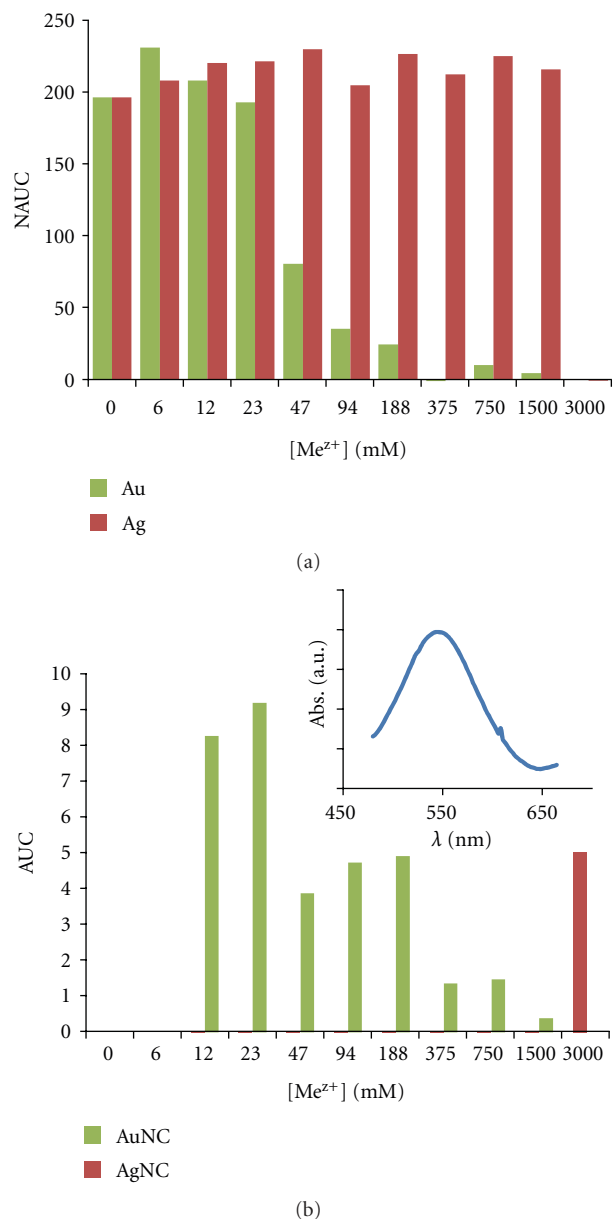 250
200
150
100
50
0
NAUC
0 6 12 23 47 94 188 375 750 1500 3000
[Me^{z+}] (mM)
Au
Ag
(a)
Abs. (a.u.)
450 550 650
λ (nm)
10
9
8
7
6
5
4
3
2
1
0
AUC
0 6 12 23 47 94 188 375 750 1500 3000
[Me^{z+}] (mM)
AuNC
AgNC
(b)